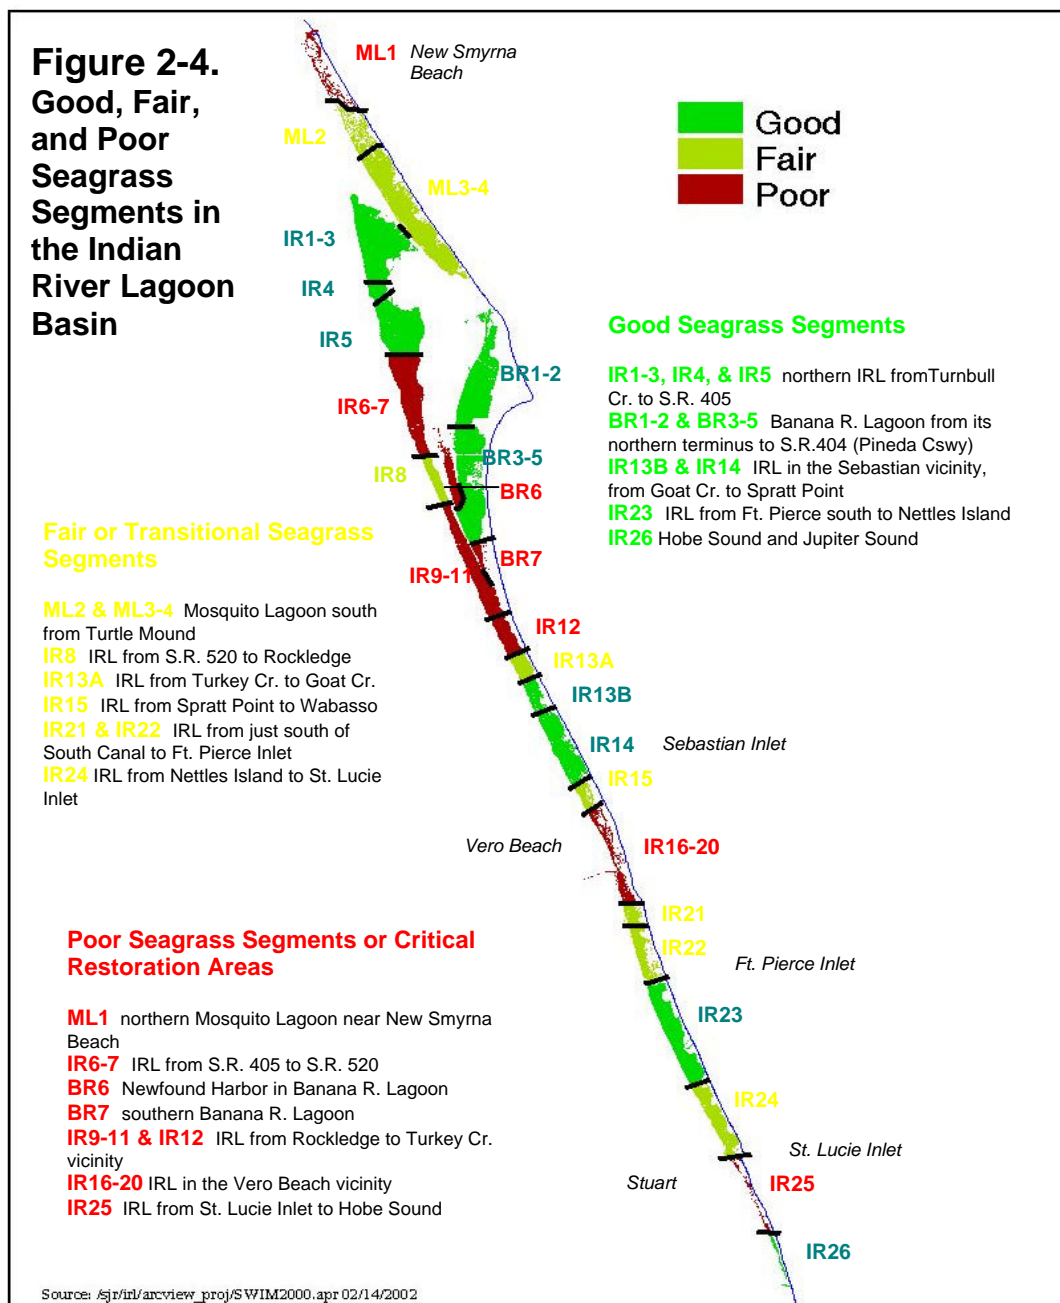 Figure 2-4.
Good, Fair,
and Poor
Seagrass
Segments in
the Indian
River Lagoon
Basin
ML1
New Smyrna
Beach
Good
Fair
Poor
ML2
ML3-4
IR1-3
IR4
IR5
IR6-7
IR8
BR1-2
BR3-5
BR6
BR7
IR9-11
IR12
IR13A
IR13B
IR14
Sebastian Inlet
IR15
Vero Beach
IR16-20
IR21
IR22
Ft. Pierce Inlet
IR23
IR24
St. Lucie Inlet
Stuart
IR25
IR26
Good Seagrass Segments
IR1-3, IR4, & IR5 northern IRL fromTurnbull
Cr. to S.R. 405
BR1-2 & BR3-5 Banana R. Lagoon from its
northern terminus to S.R.404 (Pineda Cswy)
IR13B & IR14 IRL in the Sebastian vicinity,
from Goat Cr. to Spratt Point
IR23 IRL from Ft. Pierce south to Nettles Island
IR26 Hobe Sound and Jupiter Sound
Fair or Transitional Seagrass
Segments
ML2 & ML3-4 Mosquito Lagoon south
from Turtle Mound
IR8 IRL from S.R. 520 to Rockledge
IR13A IRL from Turkey Cr. to Goat Cr.
IR15 IRL from Spratt Point to Wabasso
IR21 & IR22 IRL from just south of
South Canal to Ft. Pierce Inlet
IR24 IRL from Nettles Island to St. Lucie
Inlet
Poor Seagrass Segments or Critical
Restoration Areas
ML1 northern Mosquito Lagoon near New Smyrna
Beach
IR6-7 IRL from S.R. 405 to S.R. 520
BR6 Newfound Harbor in Banana R. Lagoon
BR7 southern Banana R. Lagoon
IR9-11 & IR12 IRL from Rockledge to Turkey Cr.
vicinity
IR16-20 IRL in the Vero Beach vicinity
IR25 IRL from St. Lucie Inlet to Hobe Sound
Source: /sjr/irl/arcview_proj/SWIM2000.apr 02/14/2002